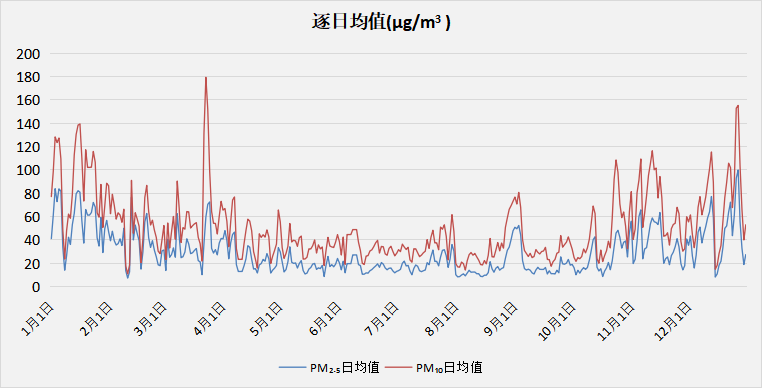 逐日均值(μg/m³ )
200
180
160
140
120
100
80
60
40
20
0
1月1日
2月1日
3月1日
4月1日
5月1日
6月1日
7月1日
8月1日
9月1日
10月1日
11月1日
12月1日
PM₂.₅日均值 PM₁₀日均值